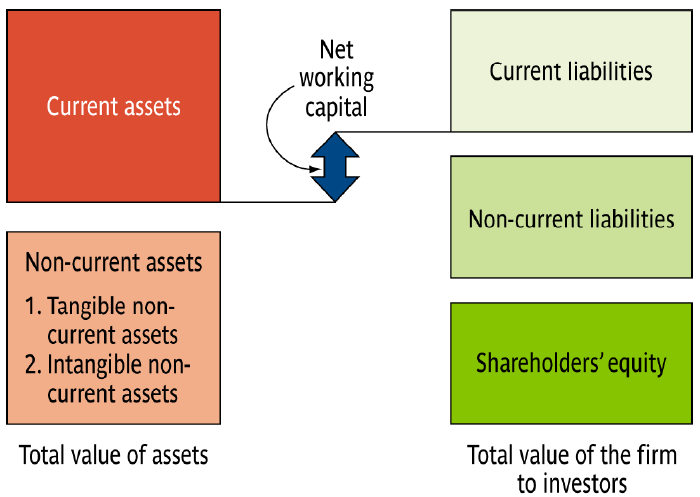 Current assets
Net
working
capital
Current liabilities
Non-current assets
1. Tangible non-
current assets
2. Intangible non-
current assets
Non-current liabilities
Shareholders' equity
Total value of assets
Total value of the firm
to investors